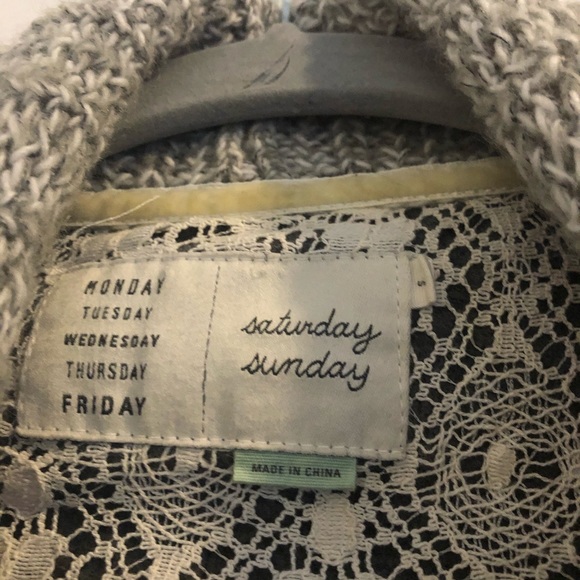 MONDAY
TUESDAY
WEDNESDAY
THURSDAY
FRIDAY
saturday
sunday
S
MADE IN CHINA